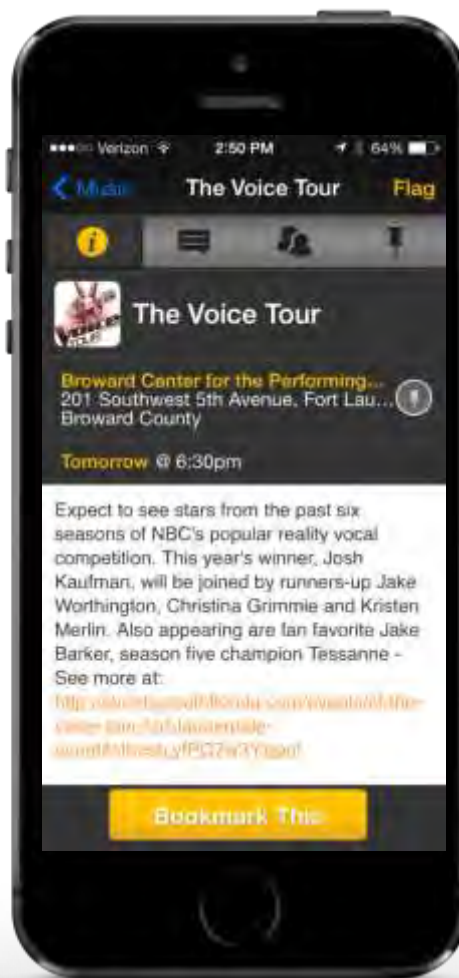 Verizon 2:50 PM 64%
Music The Voice Tour Flag
The Voice Tour
Broward Center for the Performing...
201 Southwest 5th Avenue, Fort Lau...
Broward County
Tomorrow @ 6:30pm
Expect to see stars from the past six
seasons of NBC's popular reality vocal
competition. This year's winner, Josh
Kaufman, will be joined by runners-up Jake
Worthington, Christina Grimmie and Kristen
Merlin. Also appearing are fan favorite Jake
Barker, season five champion Tessanne -
See more at:
Bookmark This